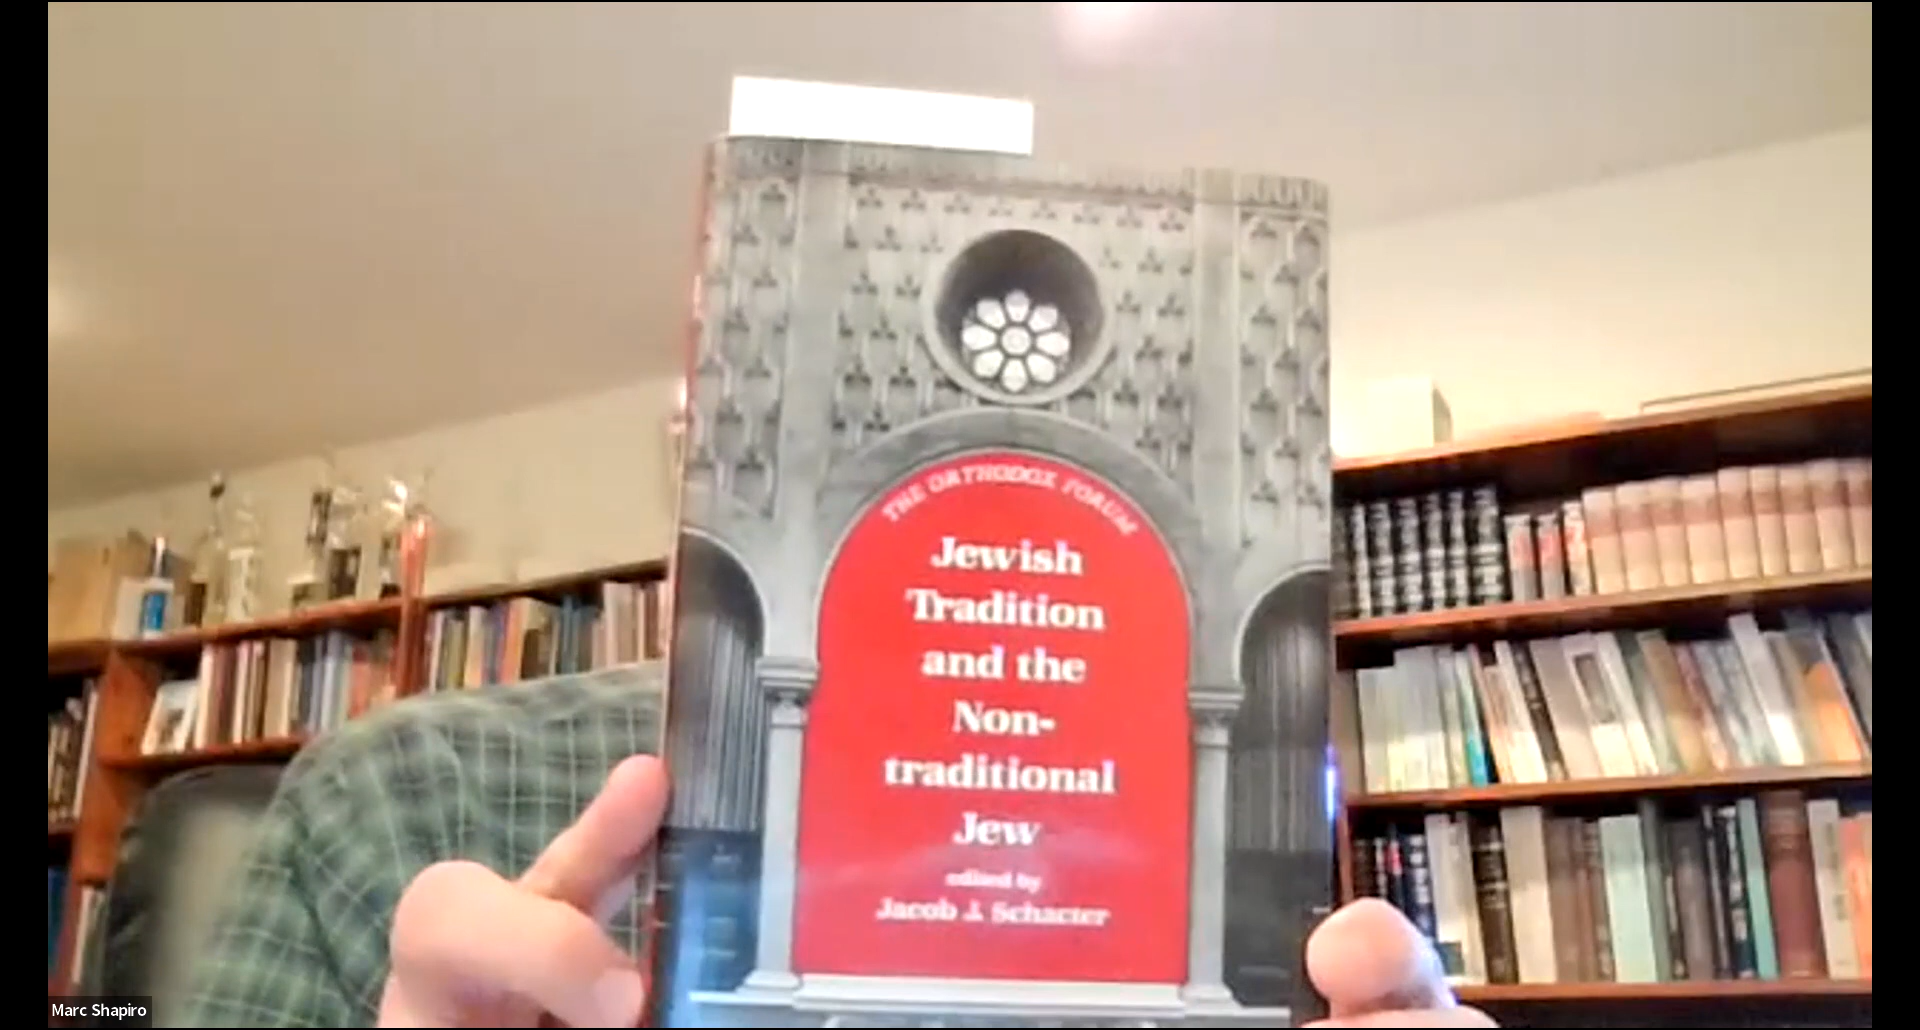 THE ORTHODOX FORUM
Jewish
Tradition
and the
Non-
traditional
Jew
edited by
Jacob J. Schacter
Marc Shapiro